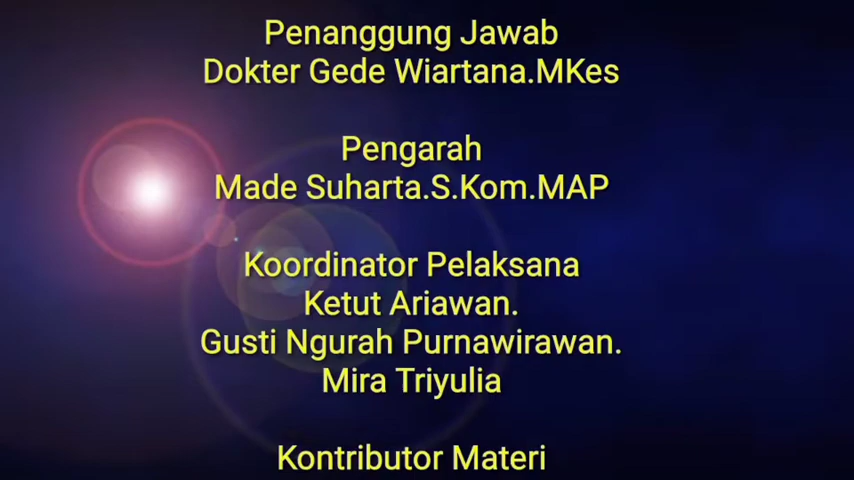 Penanggung Jawab
Dokter Gede Wiartana.MKes
Pengarah
Made Suharta.S.Kom.MAP
Koordinator Pelaksana
Ketut Ariawan.
Gusti Ngurah Purnawirawan.
Mira Triyulia
Kontributor Materi